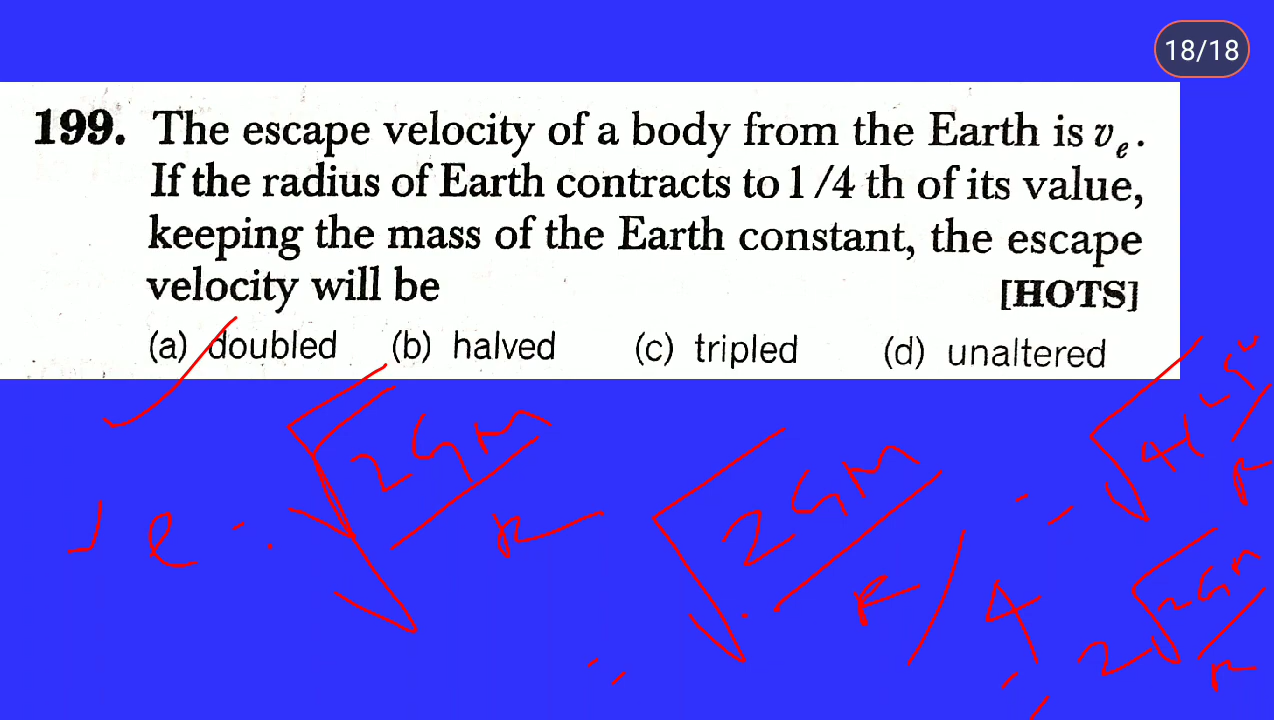 18/18
199. The escape velocity of a body from the Earth is vₑ.
If the radius of Earth contracts to 1/4 th of its value,
keeping the mass of the Earth constant, the escape
velocity will be [HOTS]
(a) doubled (b) halved (c) tripled (d) unaltered